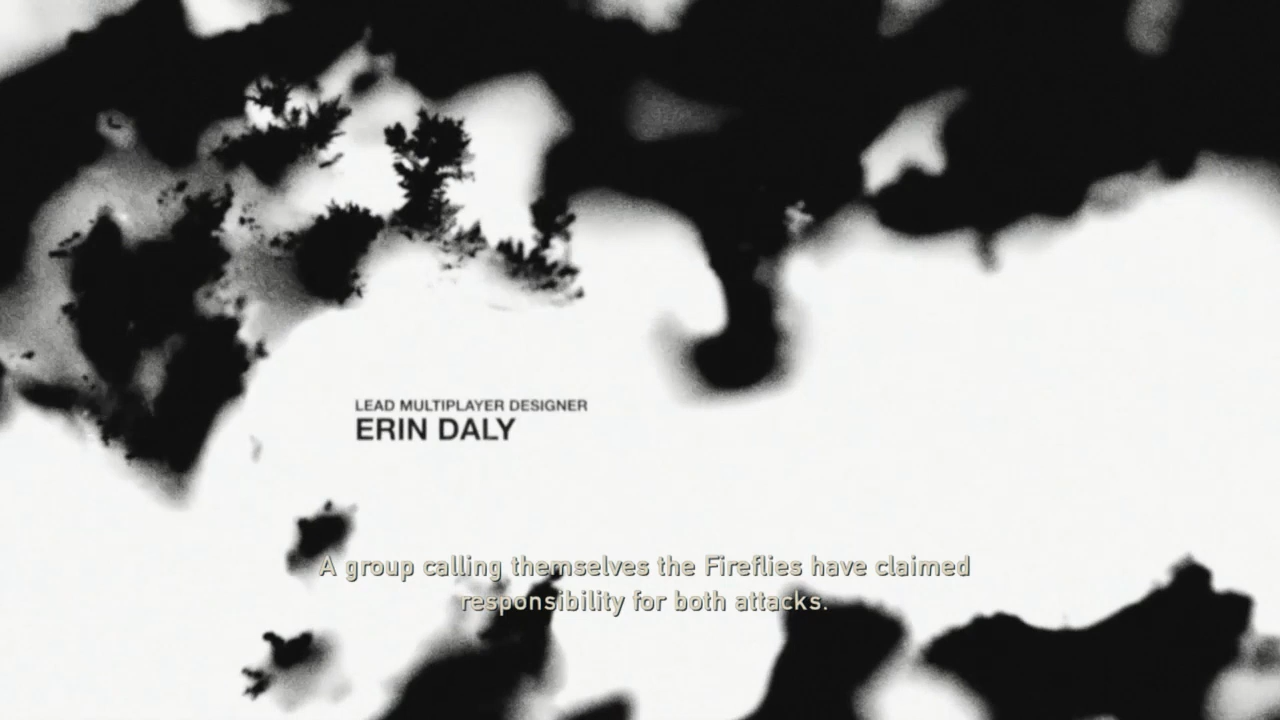 LEAD MULTIPLAYER DESIGNER
ERIN DALY
A group calling themselves the Fireflies have claimed
responsibility for both attacks.